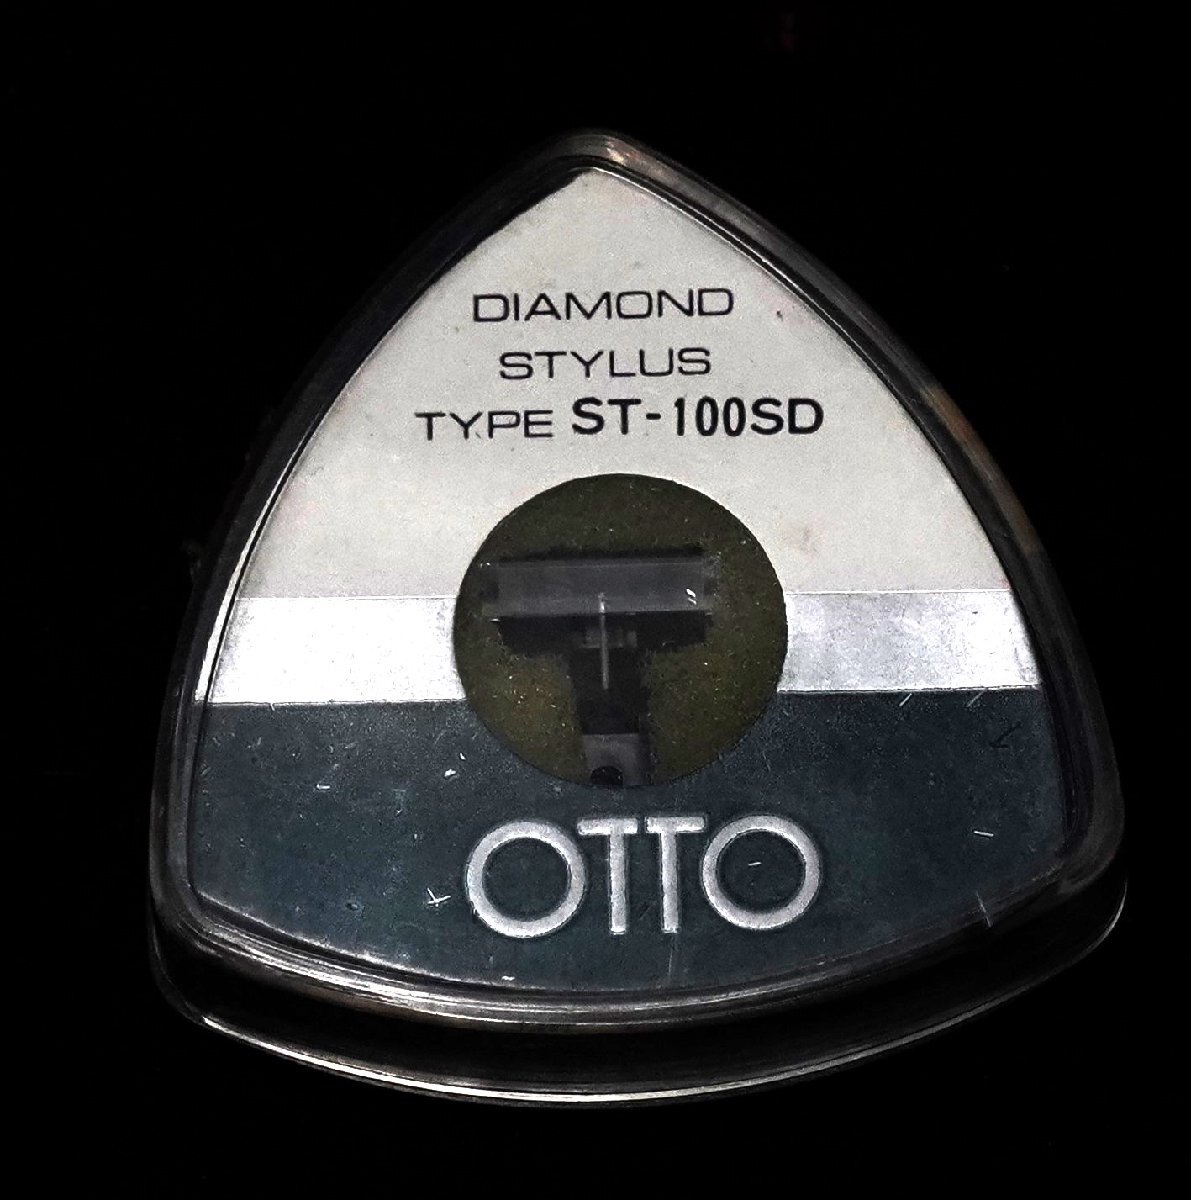 DIAMOND
STYLUS
TYPE ST-100SD
OTTO